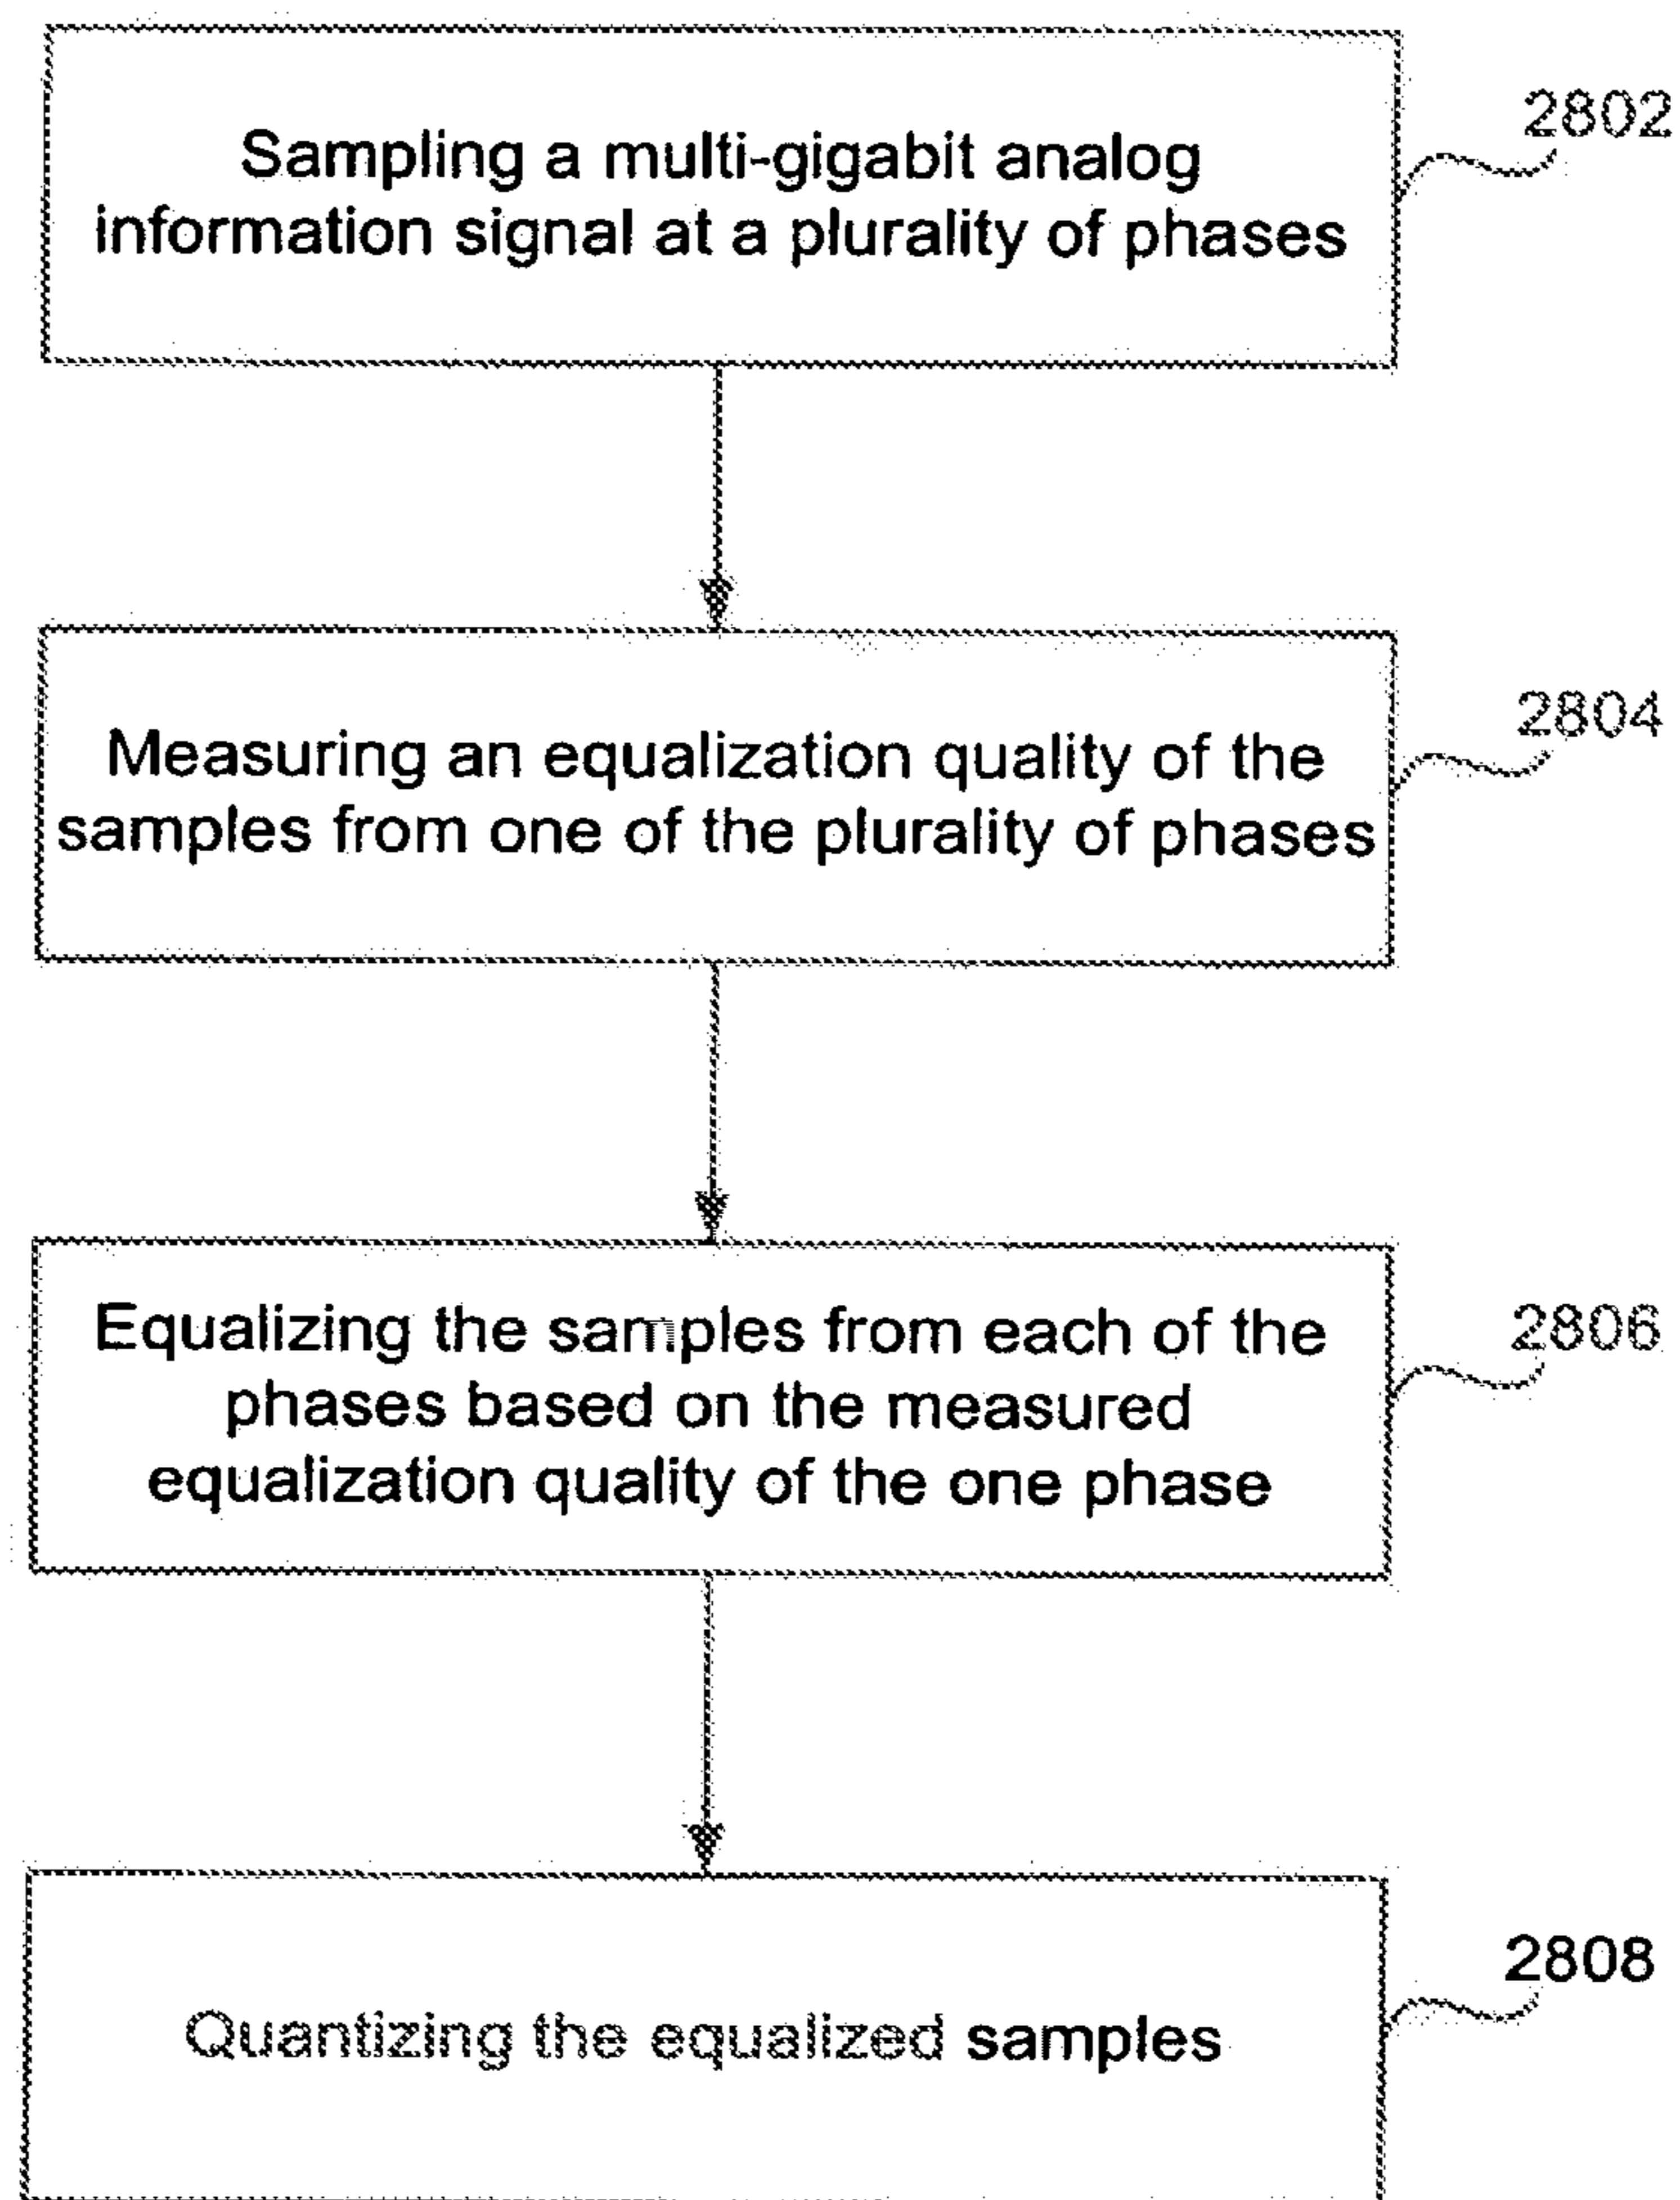 Sampling a multi-gigabit analog
information signal at a plurality of phases
2802
Measuring an equalization quality of the
samples from one of the plurality of phases
2804
Equalizing the samples from each of the
phases based on the measured
equalization quality of the one phase
2806
Quantizing the equalized samples
2808